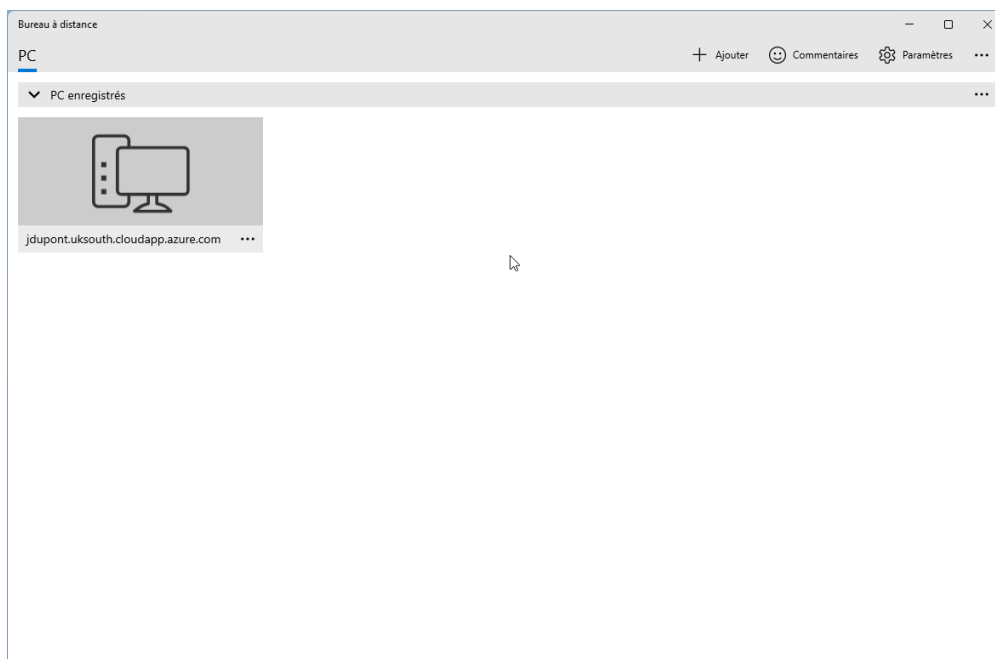 Bureau à distance
PC
Ajouter
Commentaires
Paramètres
PC enregistrés
jdupont.uksouth.cloudapp.azure.com